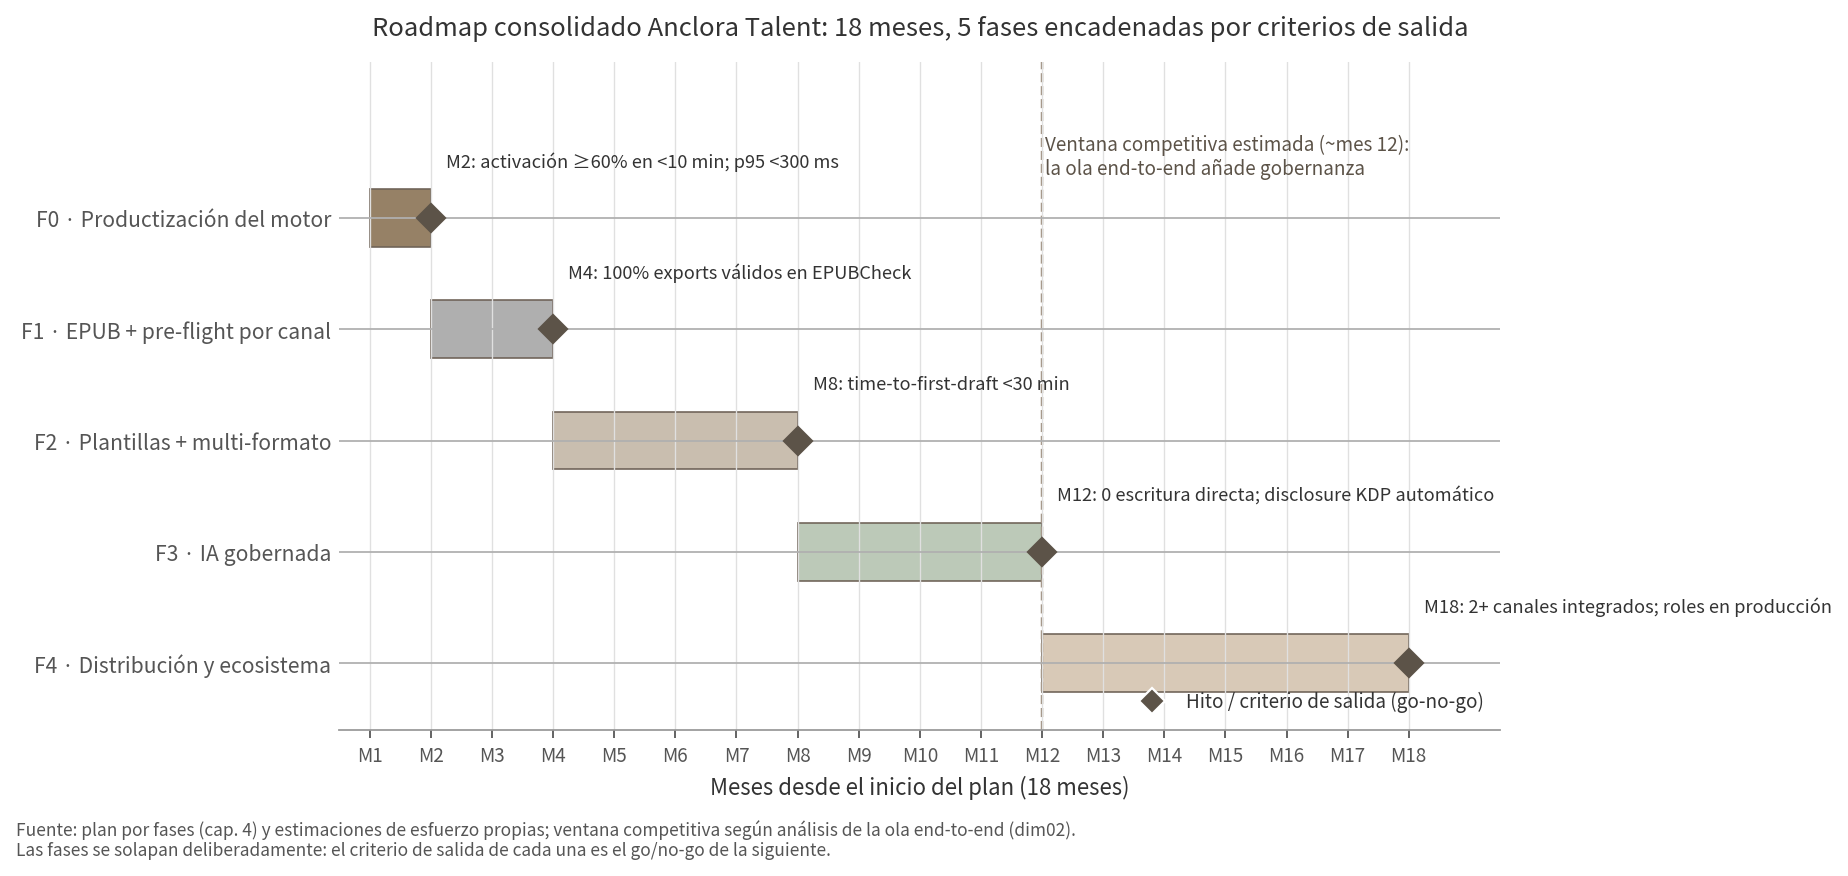 Roadmap consolidado Anclora Talent: 18 meses, 5 fases encadenadas por criterios de salida
Ventana competitiva estimada (~mes 12):
la ola end-to-end añade gobernanza
M2: activación ≥60% en <10 min; p95 <300 ms
F0 · Productización del motor
M4: 100% exports válidos en EPUBCheck
F1 · EPUB + pre-flight por canal
M8: time-to-first-draft <30 min
F2 · Plantillas + multi-formato
M12: 0 escritura directa; disclosure KDP automático
F3 · IA gobernada
M18: 2+ canales integrados; roles en producción
F4 · Distribución y ecosistema
Hito / criterio de salida (go-no-go)
M1 M2 M3 M4 M5 M6 M7 M8 M9 M10 M11 M12 M13 M14 M15 M16 M17 M18
Meses desde el inicio del plan (18 meses)
Fuente: plan por fases (cap. 4) y estimaciones de esfuerzo propias; ventana competitiva según análisis de la ola end-to-end (dim02).
Las fases se solapan deliberadamente: el criterio de salida de cada una es el go/no-go de la siguiente.